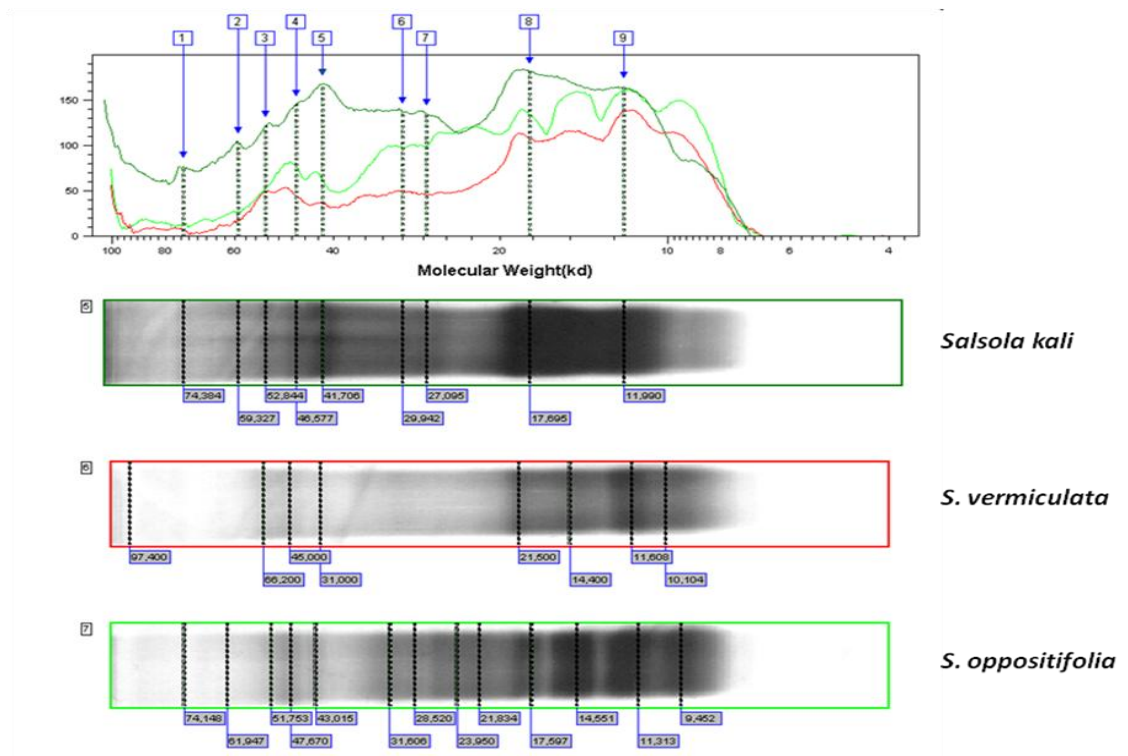 2 4 6 8
1 3 5 7 9
150
100
50
0
100 80 60 40 20 10 8 6 4
Molecular Weight(kd)
5
Salsola kali
74,384 52,844 41,706 27,095 11,990
59,327 46,577 29,942 17,695
6
S. vermiculata
97,400 45,000 21,500 11,608
66,200 31,000 14,400 10,104
7
S. oppositifolia
74,148 51,753 43,015 28,520 21,834 14,551 9,452
61,947 47,670 31,606 23,950 17,597 11,313